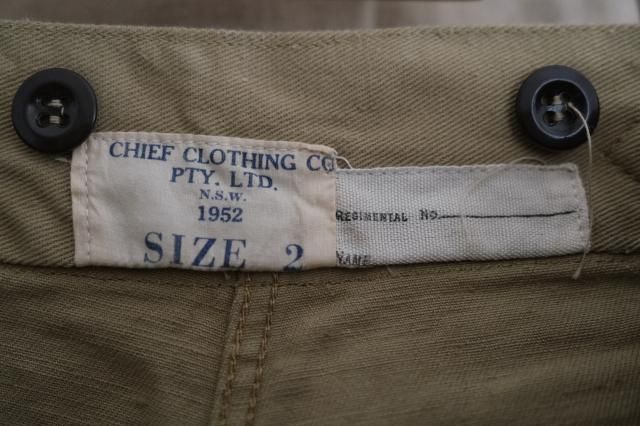 CHIEF CLOTHING CO
PTY. LTD.
N.S.W.
1952
SIZE 2
REGIMENTAL NO.
NAME